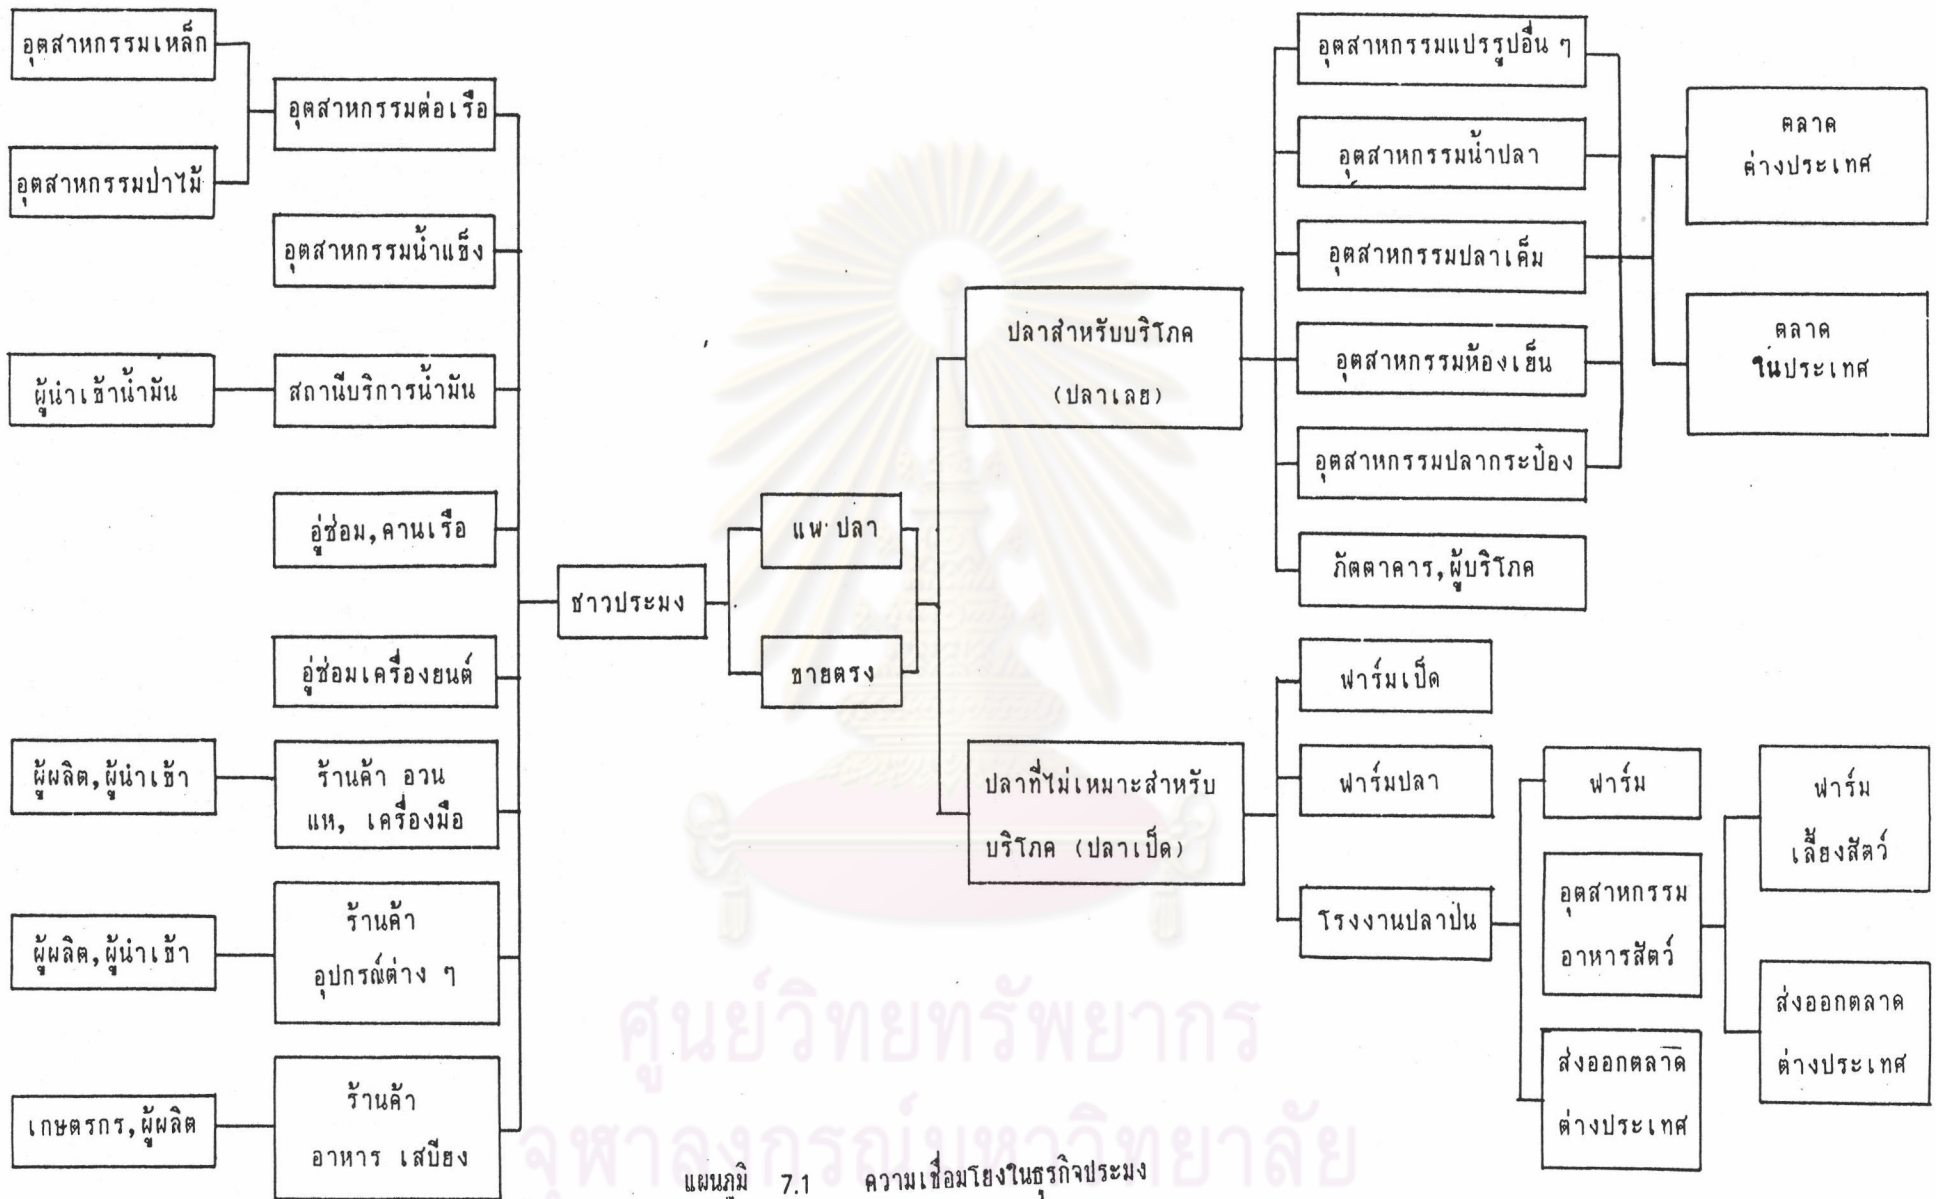 อุตสาหกรรมเหล็ก
อุตสาหกรรมป่าไม้
ผู้นำเข้าน้ำมัน
ผู้ผลิต,ผู้นำเข้า
ผู้ผลิต,ผู้นำเข้า
เกษตรกร,ผู้ผลิต
อุตสาหกรรมต่อเรือ
อุตสาหกรรมน้ำแข็ง
สถานีบริการน้ำมัน
อู่ซ่อม,คานเรือ
อู่ซ่อมเครื่องยนต์
ร้านค้า อวน
แห, เครื่องมือ
ร้านค้า
อุปกรณ์ต่าง ๆ
ร้านค้า
อาหาร เสบียง
ชาวประมง
แพปลา
ขายตรง
ปลาสำหรับบริโภค
(ปลาเลย)
ปลาที่ไม่เหมาะสำหรับ
บริโภค (ปลาเป็ด)
อุตสาหกรรมแปรรูปอื่น ๆ
อุตสาหกรรมน้ำปลา
อุตสาหกรรมปลาเค็ม
อุตสาหกรรมห้องเย็น
อุตสาหกรรมปลากระป๋อง
ภัตตาคาร,ผู้บริโภค
ตลาด
ต่างประเทศ
ตลาด
ในประเทศ
ฟาร์มเป็ด
ฟาร์มปลา
โรงงานปลาป่น
ฟาร์ม
อุตสาหกรรม
อาหารสัตว์
ส่งออกตลาด
ต่างประเทศ
ฟาร์ม
เลี้ยงสัตว์
ส่งออกตลาด
ต่างประเทศ
ศูนย์วิทยทรัพยากร
จุฬาลงกรณ์มหาวิทยาลัย
แผนภูมิ 7.1 ความเชื่อมโยงในธุรกิจประมง